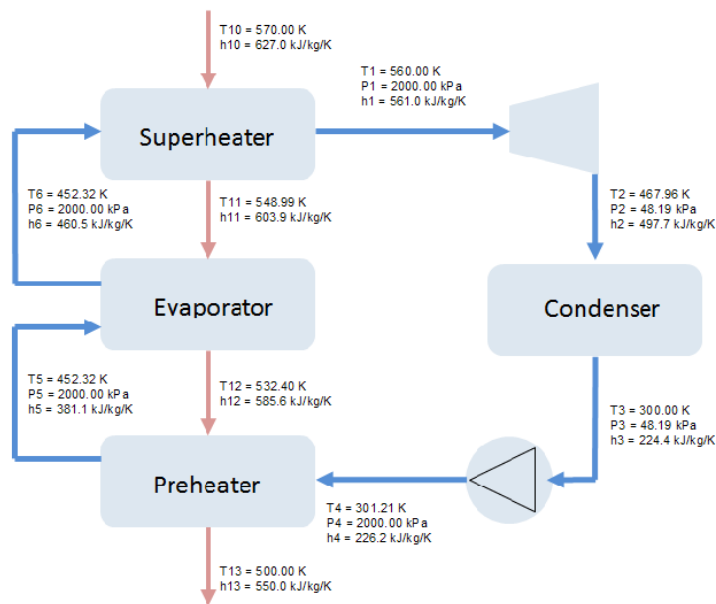 T10 = 570.00 K
h10 = 627.0 kJ/kg/K
T1 = 560.00 K
P1 = 2000.00 kPa
h1 = 561.0 kJ/kg/K
Superheater
T6 = 452.32 K
P6 = 2000.00 kPa
h6 = 460.5 kJ/kg/K
T11 = 548.99 K
h11 = 603.9 kJ/kg/K
T2 = 467.96 K
P2 = 48.19 kPa
h2 = 497.7 kJ/kg/K
Evaporator
Condenser
T5 = 452.32 K
P5 = 2000.00 kPa
h5 = 381.1 kJ/kg/K
T12 = 532.40 K
h12 = 585.6 kJ/kg/K
T3 = 300.00 K
P3 = 48.19 kPa
h3 = 224.4 kJ/kg/K
Preheater
T4 = 301.21 K
P4 = 2000.00 kPa
h4 = 226.2 kJ/kg/K
T13 = 500.00 K
h13 = 550.0 kJ/kg/K